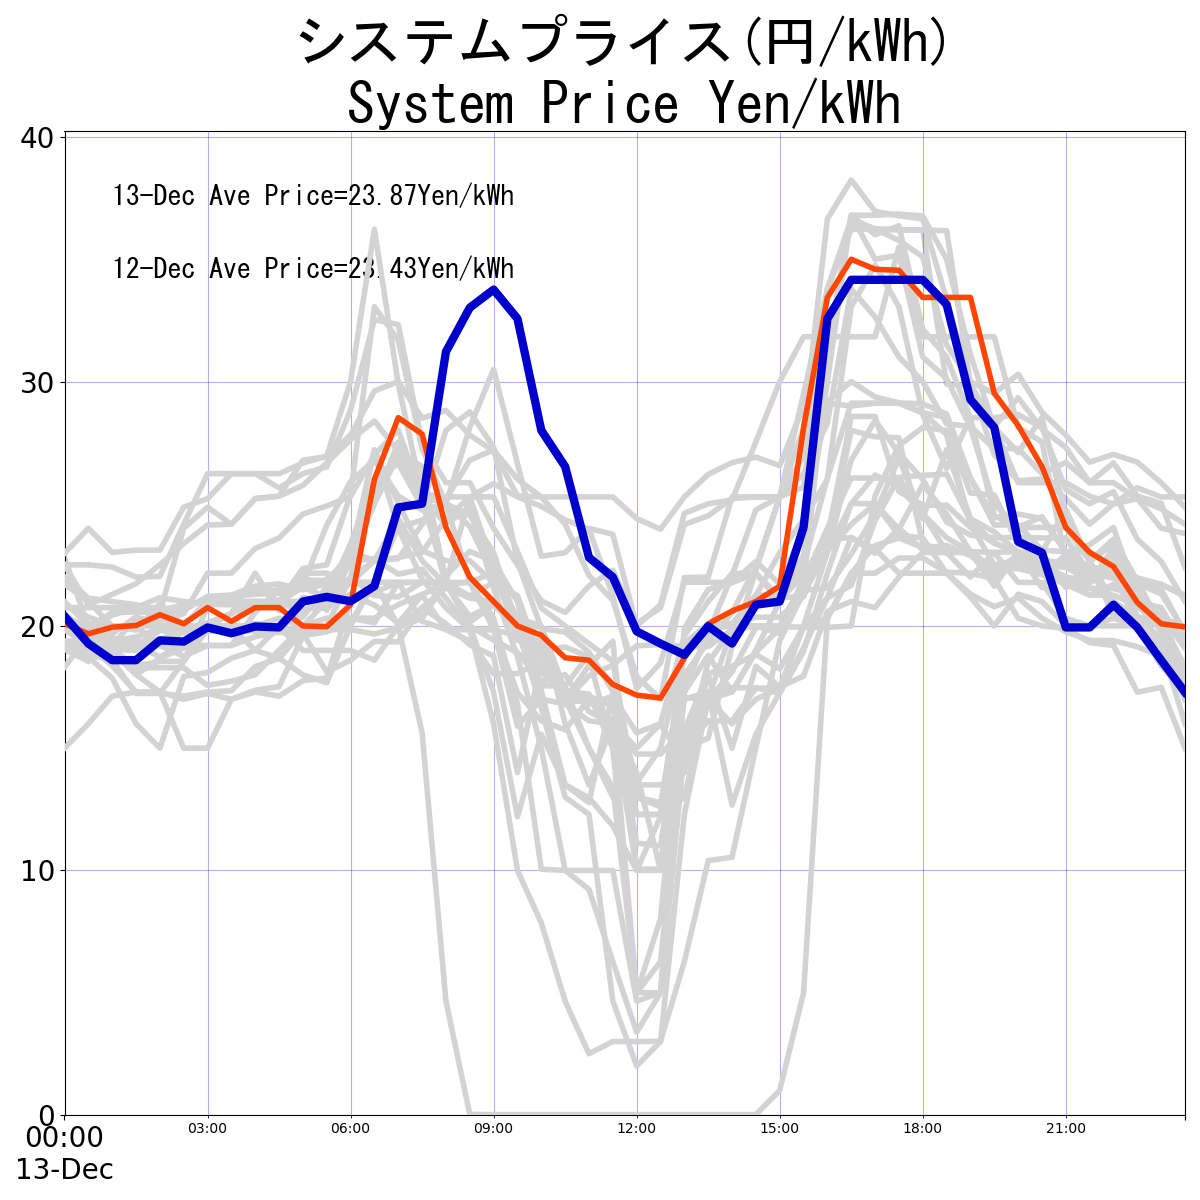 システムプライス(円/kWh)
System Price Yen/kWh
40
13-Dec Ave Price=23.87Yen/kWh
12-Dec Ave Price=23.43Yen/kWh
30
20
10
0
00:00 03:00 06:00 09:00 12:00 15:00 18:00 21:00
13-Dec